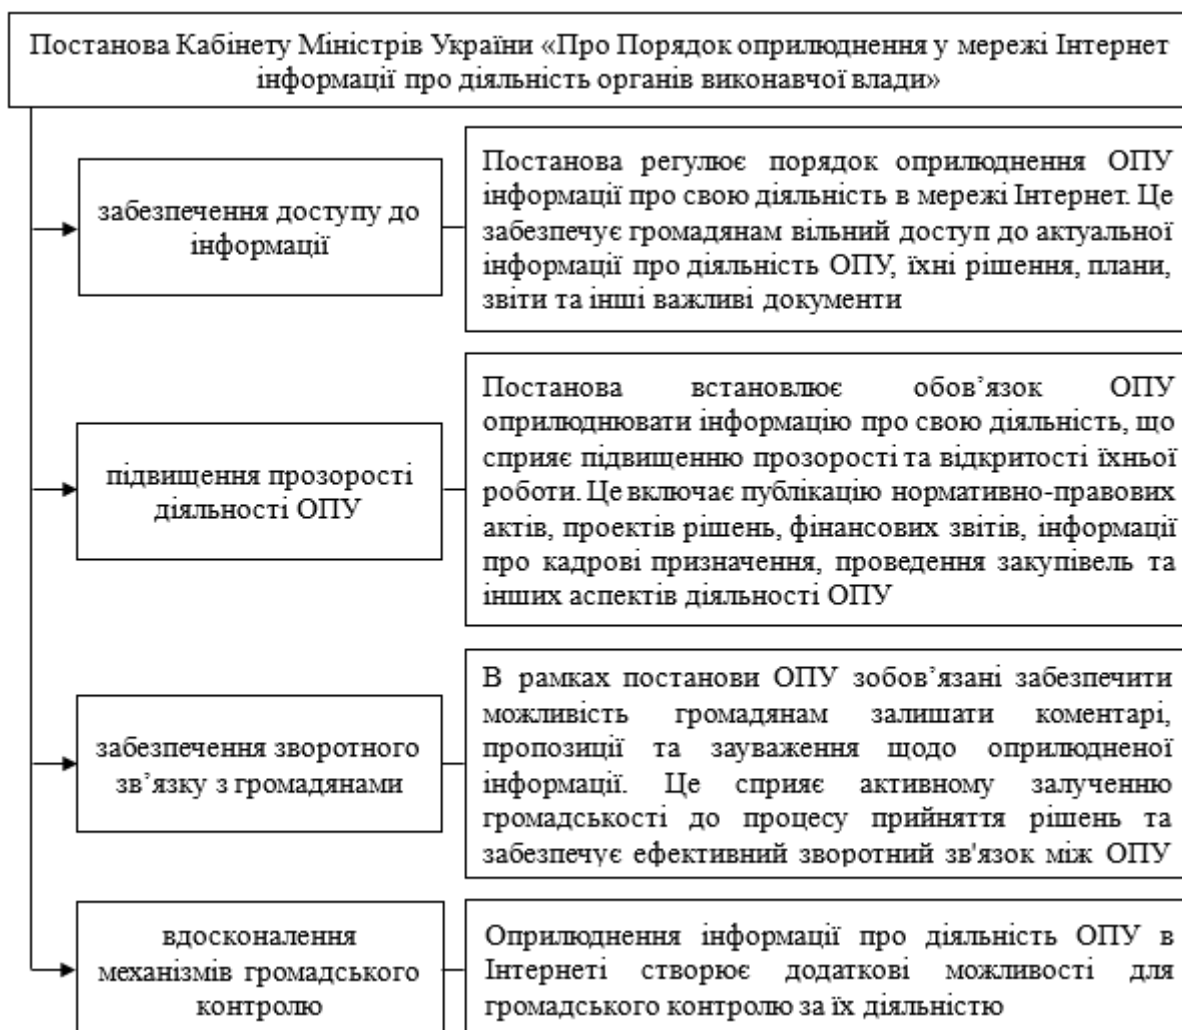 Постанова Кабінету Міністрів України «Про Порядок оприлюднення у мережі Інтернет
інформації про діяльність органів виконавчої влади»
забезпечення доступу до
інформації
Постанова регулює порядок оприлюднення ОПУ
інформації про свою діяльність в мережі Інтернет. Це
забезпечує громадянам вільний доступ до актуальної
інформації про діяльність ОПУ, їхні рішення, плани,
звіти та інші важливі документи
підвищення прозорості
діяльності ОПУ
Постанова встановлює обов’язок ОПУ
оприлюднювати інформацію про свою діяльність, що
сприяє підвищенню прозорості та відкритості їхньої
роботи. Це включає публікацію нормативно-правових
актів, проектів рішень, фінансових звітів, інформації
про кадрові призначення, проведення закупівель та
інших аспектів діяльності ОПУ
забезпечення зворотного
зв’язку з громадянами
В рамках постанови ОПУ зобов’язані забезпечити
можливість громадянам залишати коментарі,
пропозиції та зауваження щодо оприлюдненої
інформації. Це сприяє активному залученню
громадськості до процесу прийняття рішень та
забезпечує ефективний зворотний зв'язок між ОПУ
вдосконалення
механізмів громадського
контролю
Оприлюднення інформації про діяльність ОПУ в
Інтернеті створює додаткові можливості для
громадського контролю за їх діяльністю